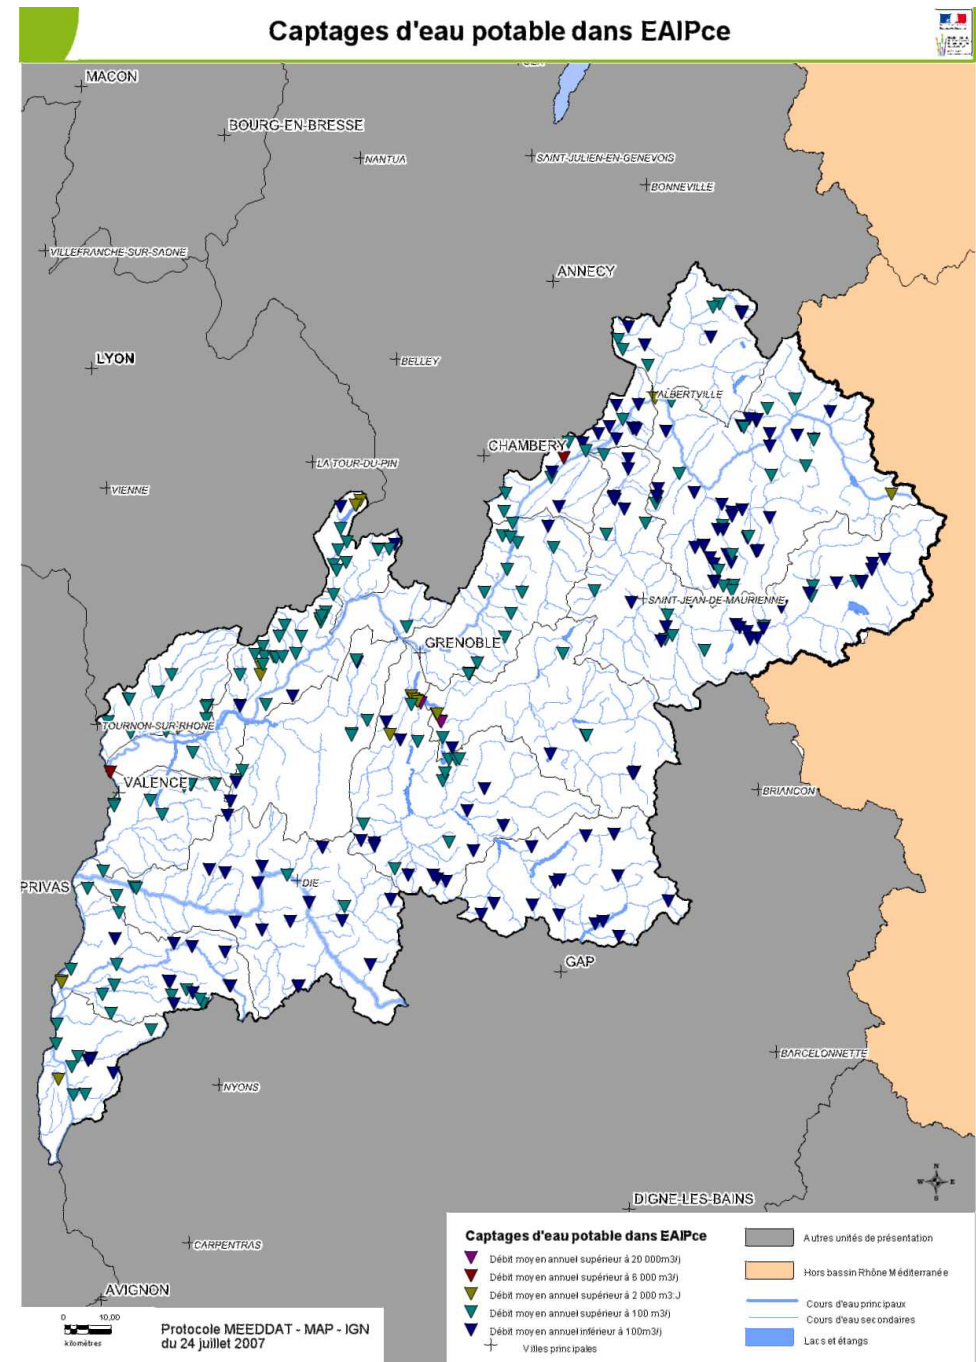 Captages d'eau potable dans EAIPce
MACON
BOURG-EN-BRESSE
NANTUA
SAINT-JULIEN-EN-GENEVOIS
BONNEVILLE
VILLEFRANCHE-SUR-SAONE
ANNECY
LYON
BELLEY
ALBERTVILLE
CHAMBERY
LA TOUR-DU-PIN
VIENNE
SAINT-JEAN-DE-MAURIENNE
GRENOBLE
TOURNON-SUR-RHONE
VALENCE
BRIANCON
PRIVAS
DIE
GAP
BARCELONNETTE
NYONS
DIGNE-LES-BAINS
CARPENTRAS
AVIGNON
N
W E
S
0 10,00
kilomètres
Protocole MEEDDAT - MAP - IGN
du 24 juillet 2007
Captages d'eau potable dans EAIPce
Débit moyen annuel supérieur à 20 000m3/j
Débit moyen annuel supérieur à 6 000 m3/j
Débit moyen annuel supérieur à 2 000 m3:J
Débit moyen annuel supérieur à 100 m3/j
Débit moyen annuel inférieur à 100m3/j
Villes principales
Autres unités de présentation
Hors bassin Rhône Méditerranée
Cours d'eau principaux
Cours d'eau secondaires
Lacs et étangs